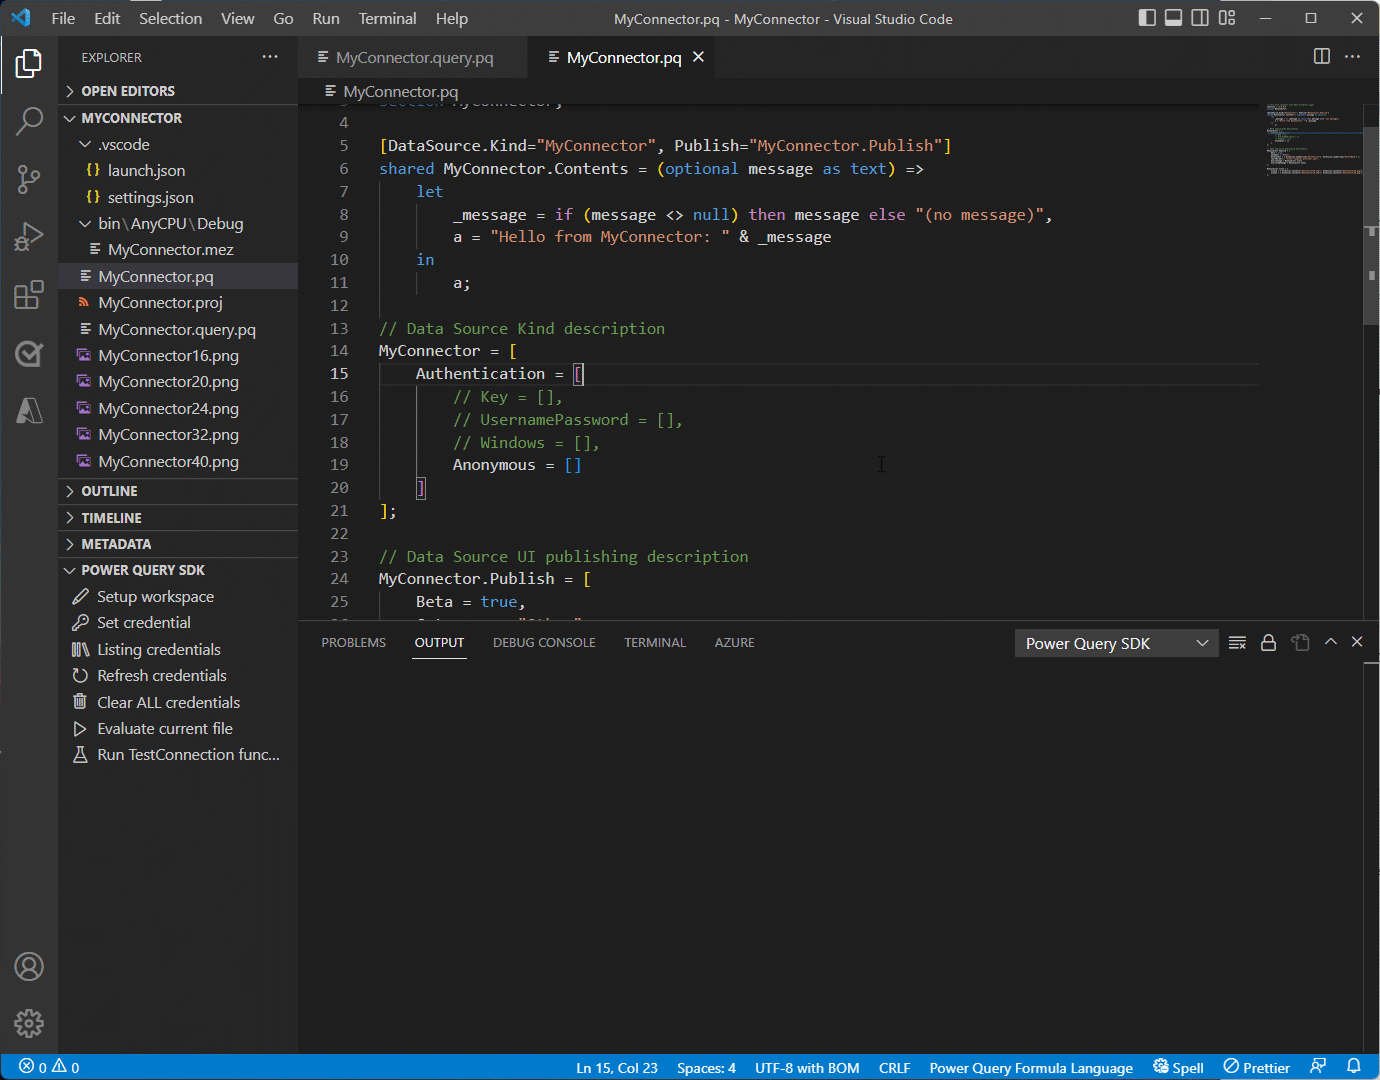 File Edit Selection View Go Run Terminal Help
MyConnector.pq - MyConnector - Visual Studio Code
EXPLORER
OPEN EDITORS
MYCONNECTOR
.vscode
launch.json
settings.json
bin\AnyCPU\Debug
MyConnector.mez
MyConnector.pq
MyConnector.proj
MyConnector.query.pq
MyConnector16.png
MyConnector20.png
MyConnector24.png
MyConnector32.png
MyConnector40.png
OUTLINE
TIMELINE
METADATA
POWER QUERY SDK
Setup workspace
Set credential
Listing credentials
Refresh credentials
Clear ALL credentials
Evaluate current file
Run TestConnection func...
MyConnector.query.pq MyConnector.pq
MyConnector.pq
4
5 [DataSource.Kind="MyConnector", Publish="MyConnector.Publish"]
6 shared MyConnector.Contents = (optional message as text) =>
7 let
8 _message = if (message <> null) then message else "(no message)",
9 a = "Hello from MyConnector: " & _message
10 in
11 a;
12
13 // Data Source Kind description
14 MyConnector = [
15 Authentication = [
16 // Key = [],
17 // UsernamePassword = [],
18 // Windows = [],
19 Anonymous = []
20 ]
21 ];
22
23 // Data Source UI publishing description
24 MyConnector.Publish = [
25 Beta = true,
PROBLEMS OUTPUT DEBUG CONSOLE TERMINAL AZURE
Power Query SDK
0 0
Ln 15, Col 23 Spaces: 4 UTF-8 with BOM CRLF Power Query Formula Language Spell Prettier